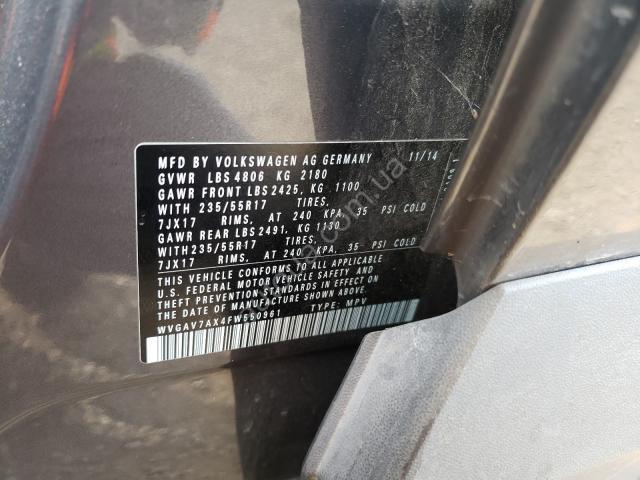 MFD BY VOLKSWAGEN AG GERMANY 11/14
GVWR LBS 4806 KG 2180
GAWR FRONT LBS 2425, KG 1100
WITH 235/55R17 TIRES,
7JX17 RIMS, AT 240 KPA, 35 PSI COLD
GAWR REAR LBS 2491, KG 1130
WITH 235/55R17 TIRES,
7JX17 RIMS, AT 240 KPA, 35 PSI COLD
THIS VEHICLE CONFORMS TO ALL APPLICABLE
U.S. FEDERAL MOTOR VEHICLE SAFETY AND
THEFT PREVENTION STANDARDS IN EFFECT ON
THE DATE OF MANUFACTURE SHOWN ABOVE
WVGAV7AX4FW550961 TYPE: MPV